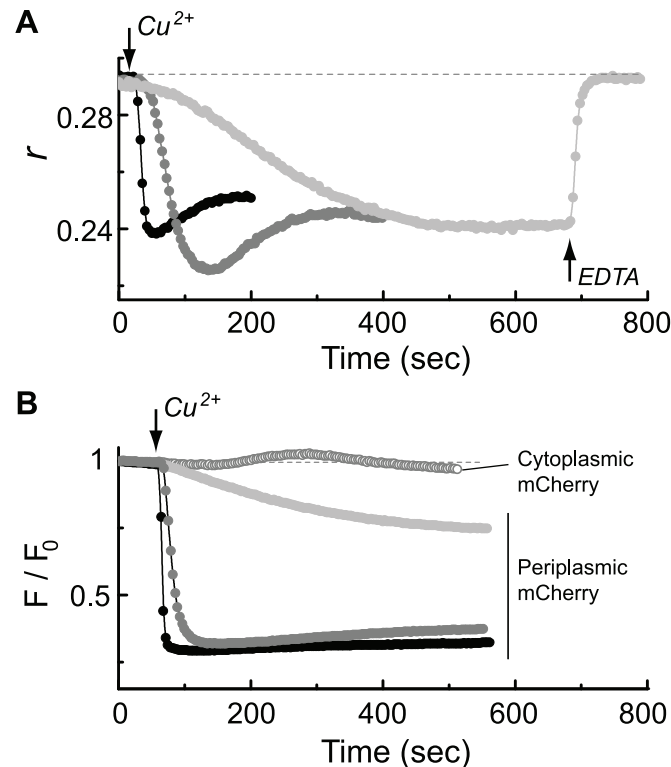 A
Cu²⁺
0.28
r
0.24
EDTA
0 200 400 600 800
Time (sec)
B
Cu²⁺
1
Cytoplasmic
mCherry
F / F₀
Periplasmic
mCherry
0.5
0 200 400 600 800
Time (sec)